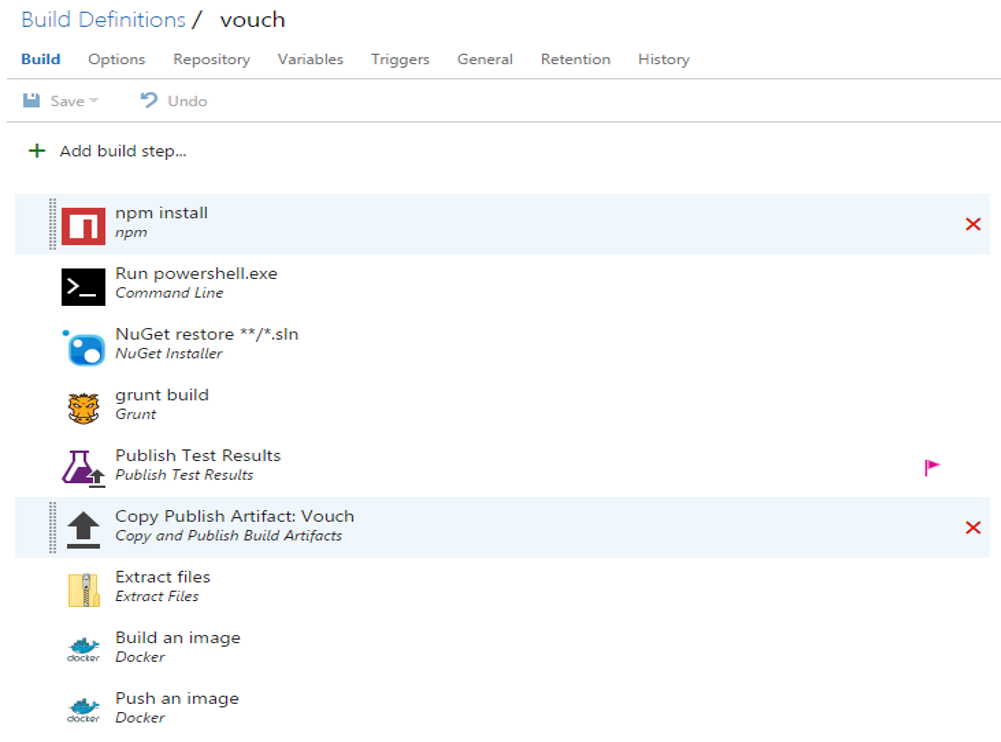 Build Definitions / vouch
Build Options Repository Variables Triggers General Retention History
Save Undo
Add build step...
npm install
npm
Run powershell.exe
Command Line
NuGet restore **/*.sln
NuGet Installer
grunt build
Grunt
Publish Test Results
Publish Test Results
Copy Publish Artifact: Vouch
Copy and Publish Build Artifacts
Extract files
Extract Files
Build an image
docker Docker
Push an image
docker Docker